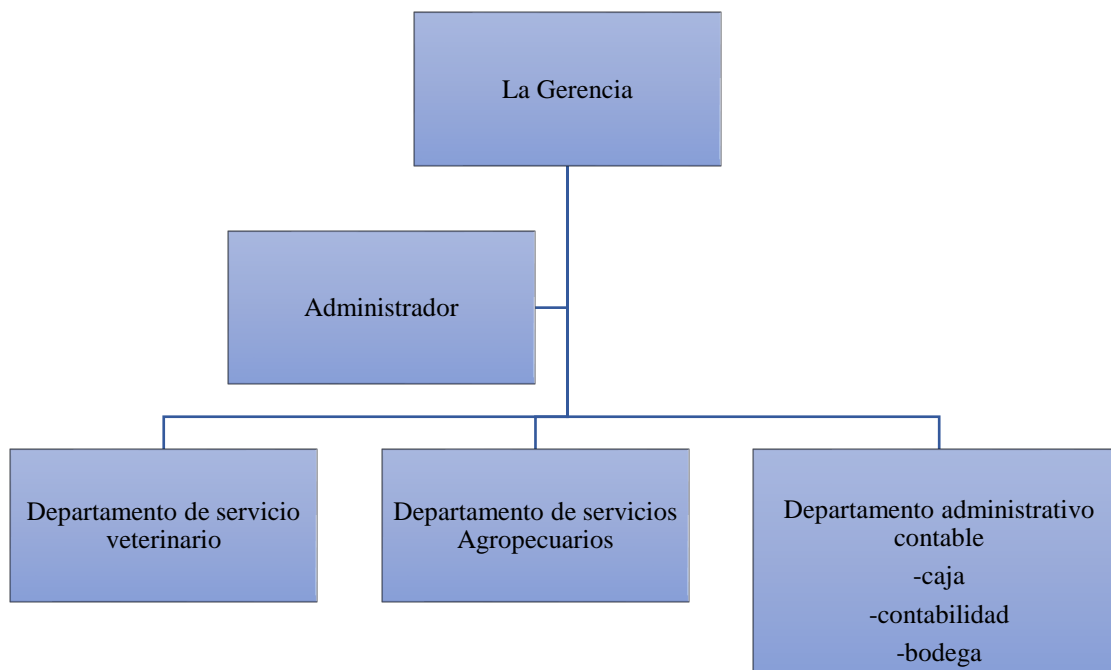 La Gerencia
Administrador
Departamento de servicio
veterinario
Departamento de servicios
Agropecuarios
Departamento administrativo
contable
-caja
-contabilidad
-bodega